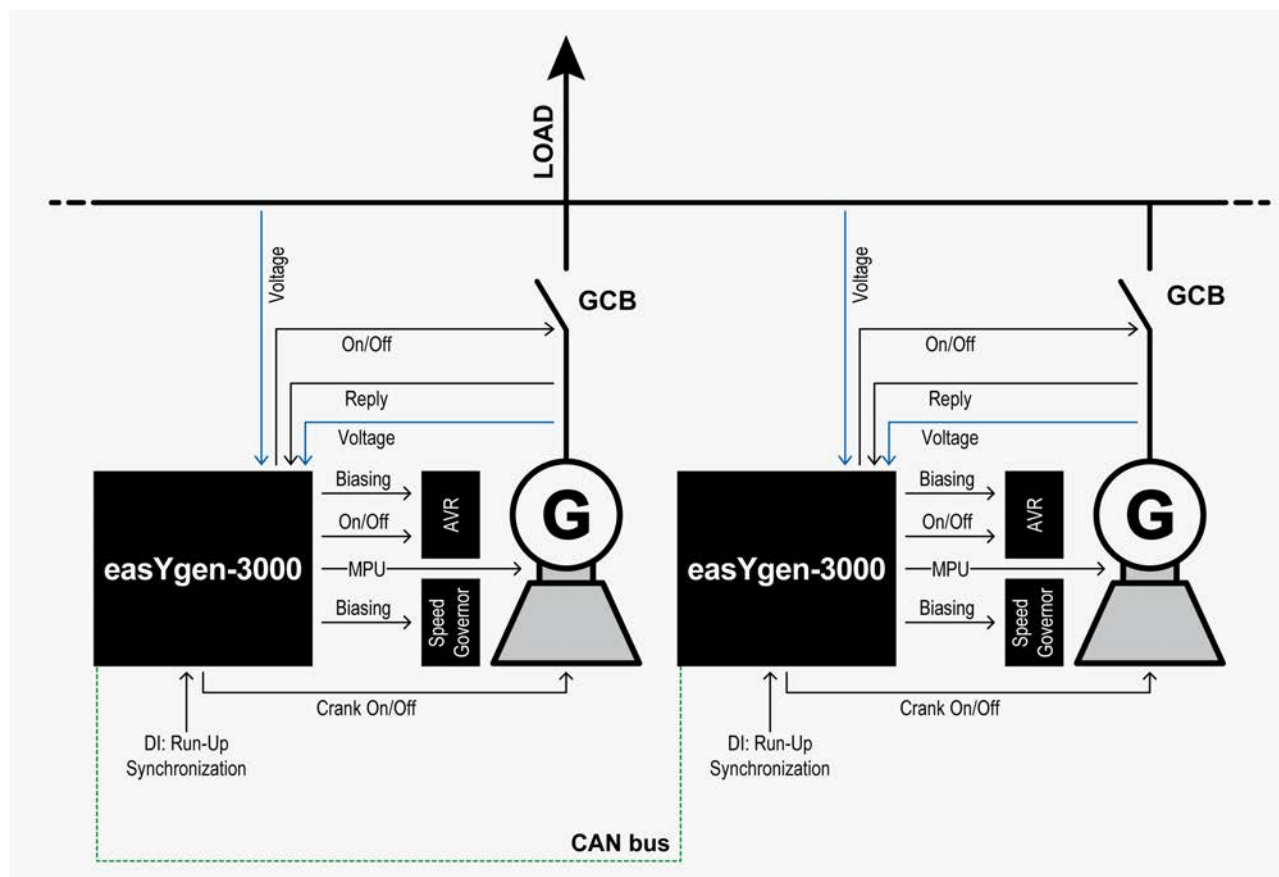 LOAD
Voltage
GCB
On/Off
Reply
Voltage
easYgen-3000
Biasing
On/Off
MPU
Biasing
AVR
Speed
Governor
G
Crank On/Off
DI: Run-Up
Synchronization
Voltage
GCB
On/Off
Reply
Voltage
easYgen-3000
Biasing
On/Off
MPU
Biasing
AVR
Speed
Governor
G
Crank On/Off
DI: Run-Up
Synchronization
CAN bus